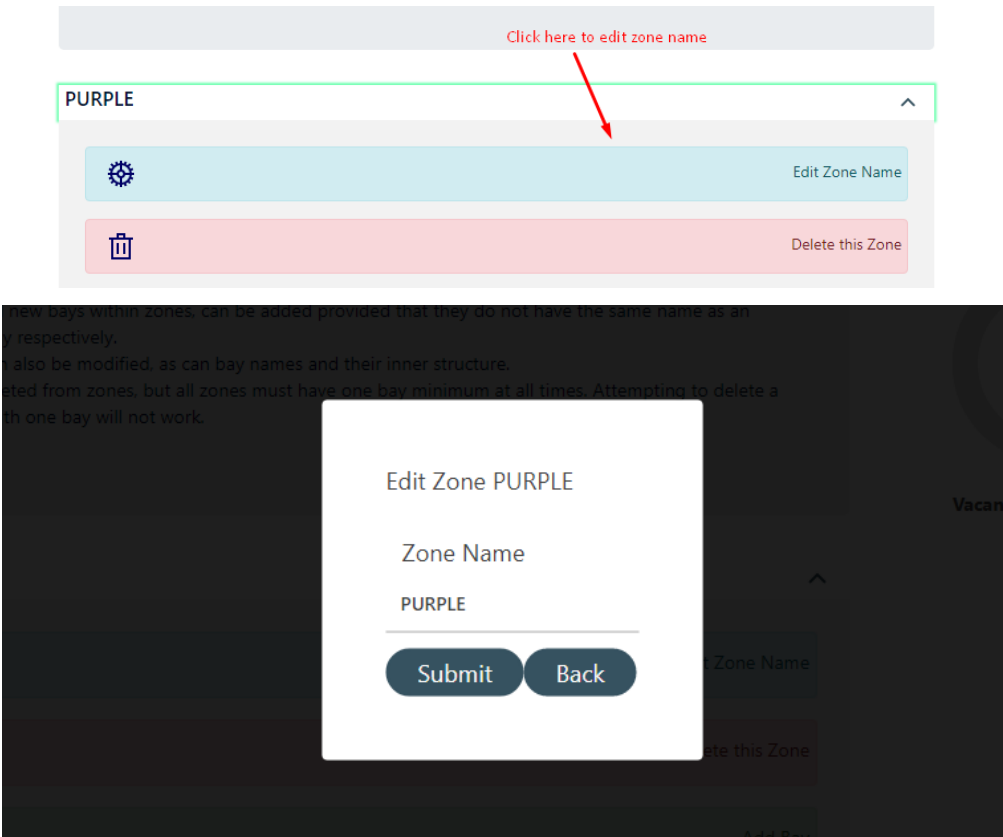 Click here to edit zone name
PURPLE
Edit Zone Name
Delete this Zone
new bays within zones, can be added provided that they do not have the same name as an
y respectively.
also be modified, as can bay names and their inner structure.
eted from zones, but all zones must have one bay minimum at all times. Attempting to delete a
th one bay will not work.
Edit Zone PURPLE
Vacan
Zone Name
PURPLE
Submit Back
t Zone Name
ete this Zone
Add Bay